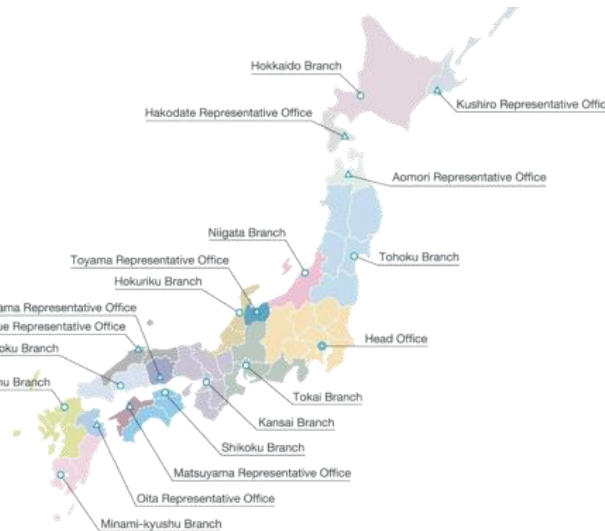 Hokkaido Branch
Kushiro Representative Offic
Hakodate Representative Office
Aomori Representative Office
Niigata Branch
Toyama Representative Office
Tohoku Branch
Hokuriku Branch
ama Representative Office
ue Representative Office
Head Office
oku Branch
nu Branch
Tokai Branch
Kansai Branch
Shikoku Branch
Matsuyama Representative Office
Oita Representative Office
Minami-kyushu Branch